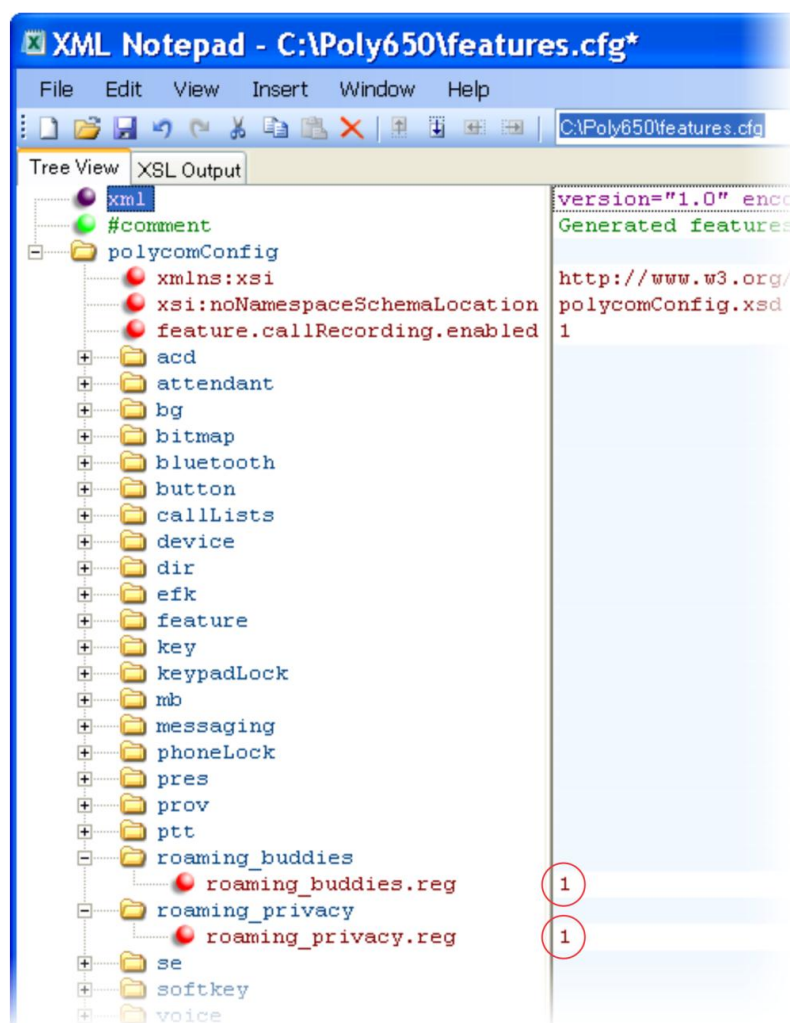 XML Notepad - C:\Poly650\features.cfg*
File Edit View Insert Window Help
C:\Poly650\features.cfg
Tree View XSL Output
xml version="1.0" enco
#comment Generated features
polycomConfig
xmlns:xsi http://www.w3.org/
xsi:noNamespaceSchemaLocation polycomConfig.xsd
feature.callRecording.enabled 1
acd
attendant
bg
bitmap
bluetooth
button
callLists
device
dir
efk
feature
key
keypadLock
mb
messaging
phoneLock
pres
prov
ptt
roaming_buddies
roaming_buddies.reg 1
roaming_privacy
roaming_privacy.reg 1
se
softkey
voice